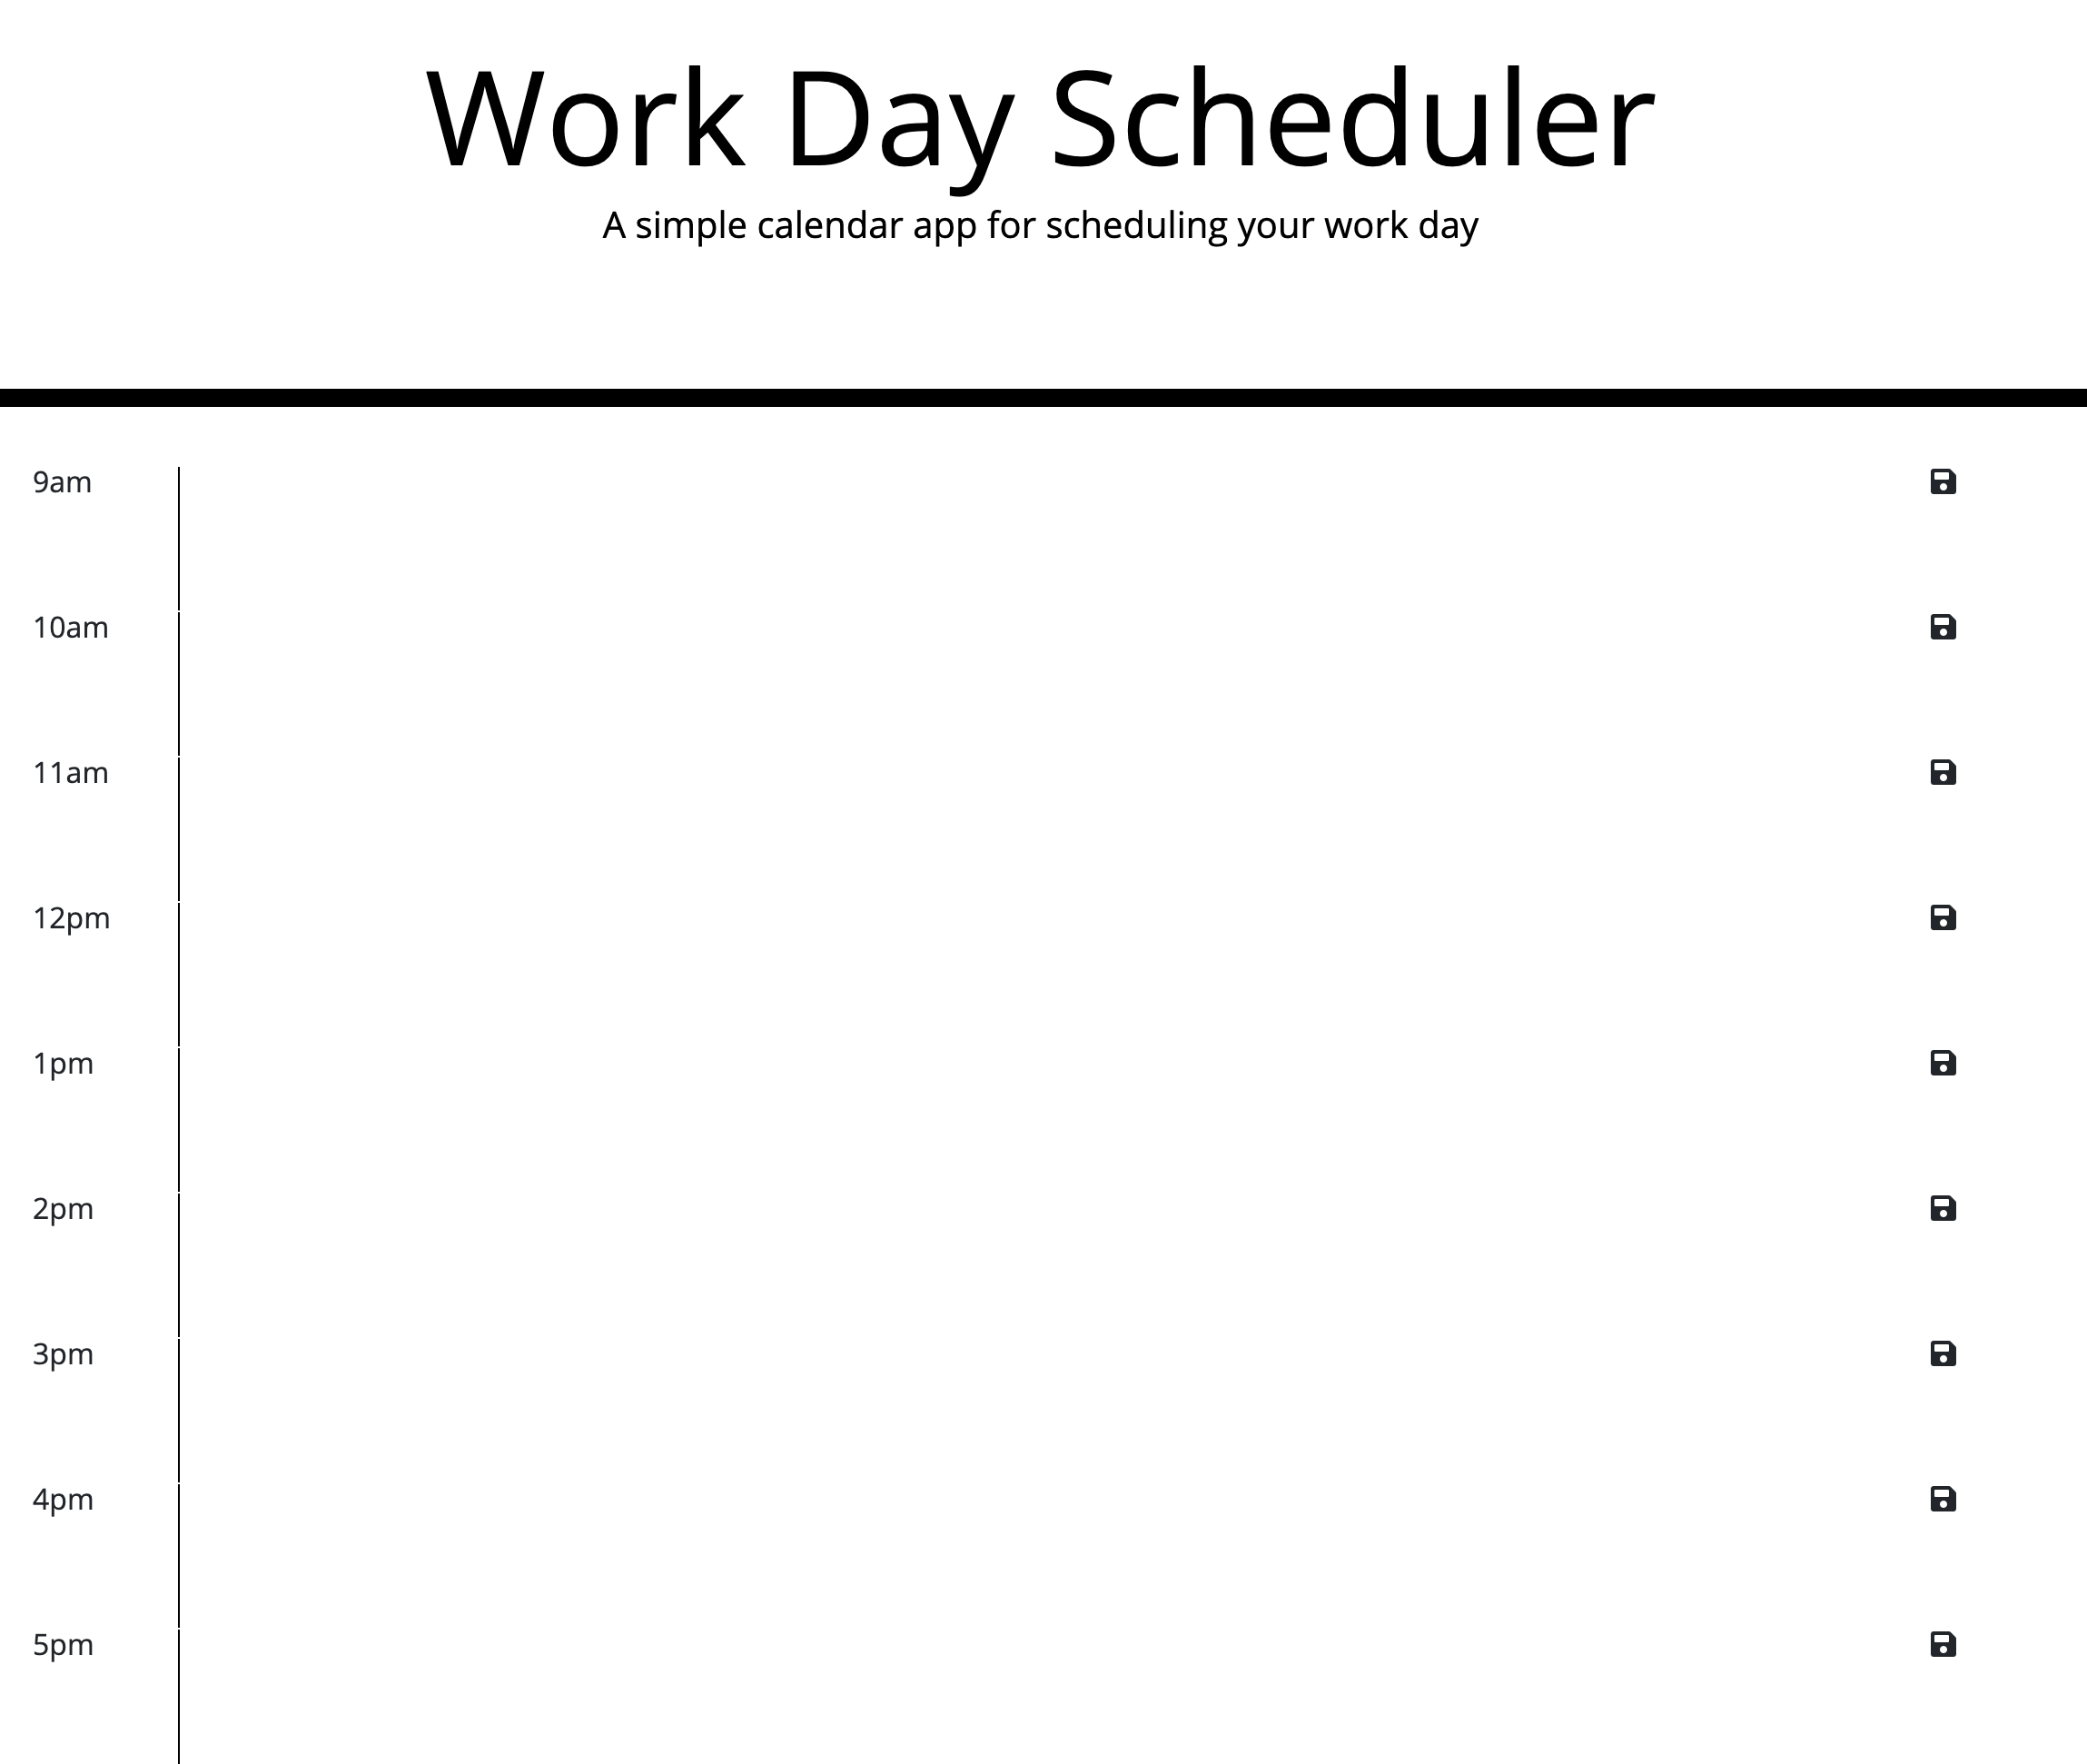 Work Day Scheduler
A simple calendar app for scheduling your work day
9am
10am
11am
12pm
1pm
2pm
3pm
4pm
5pm